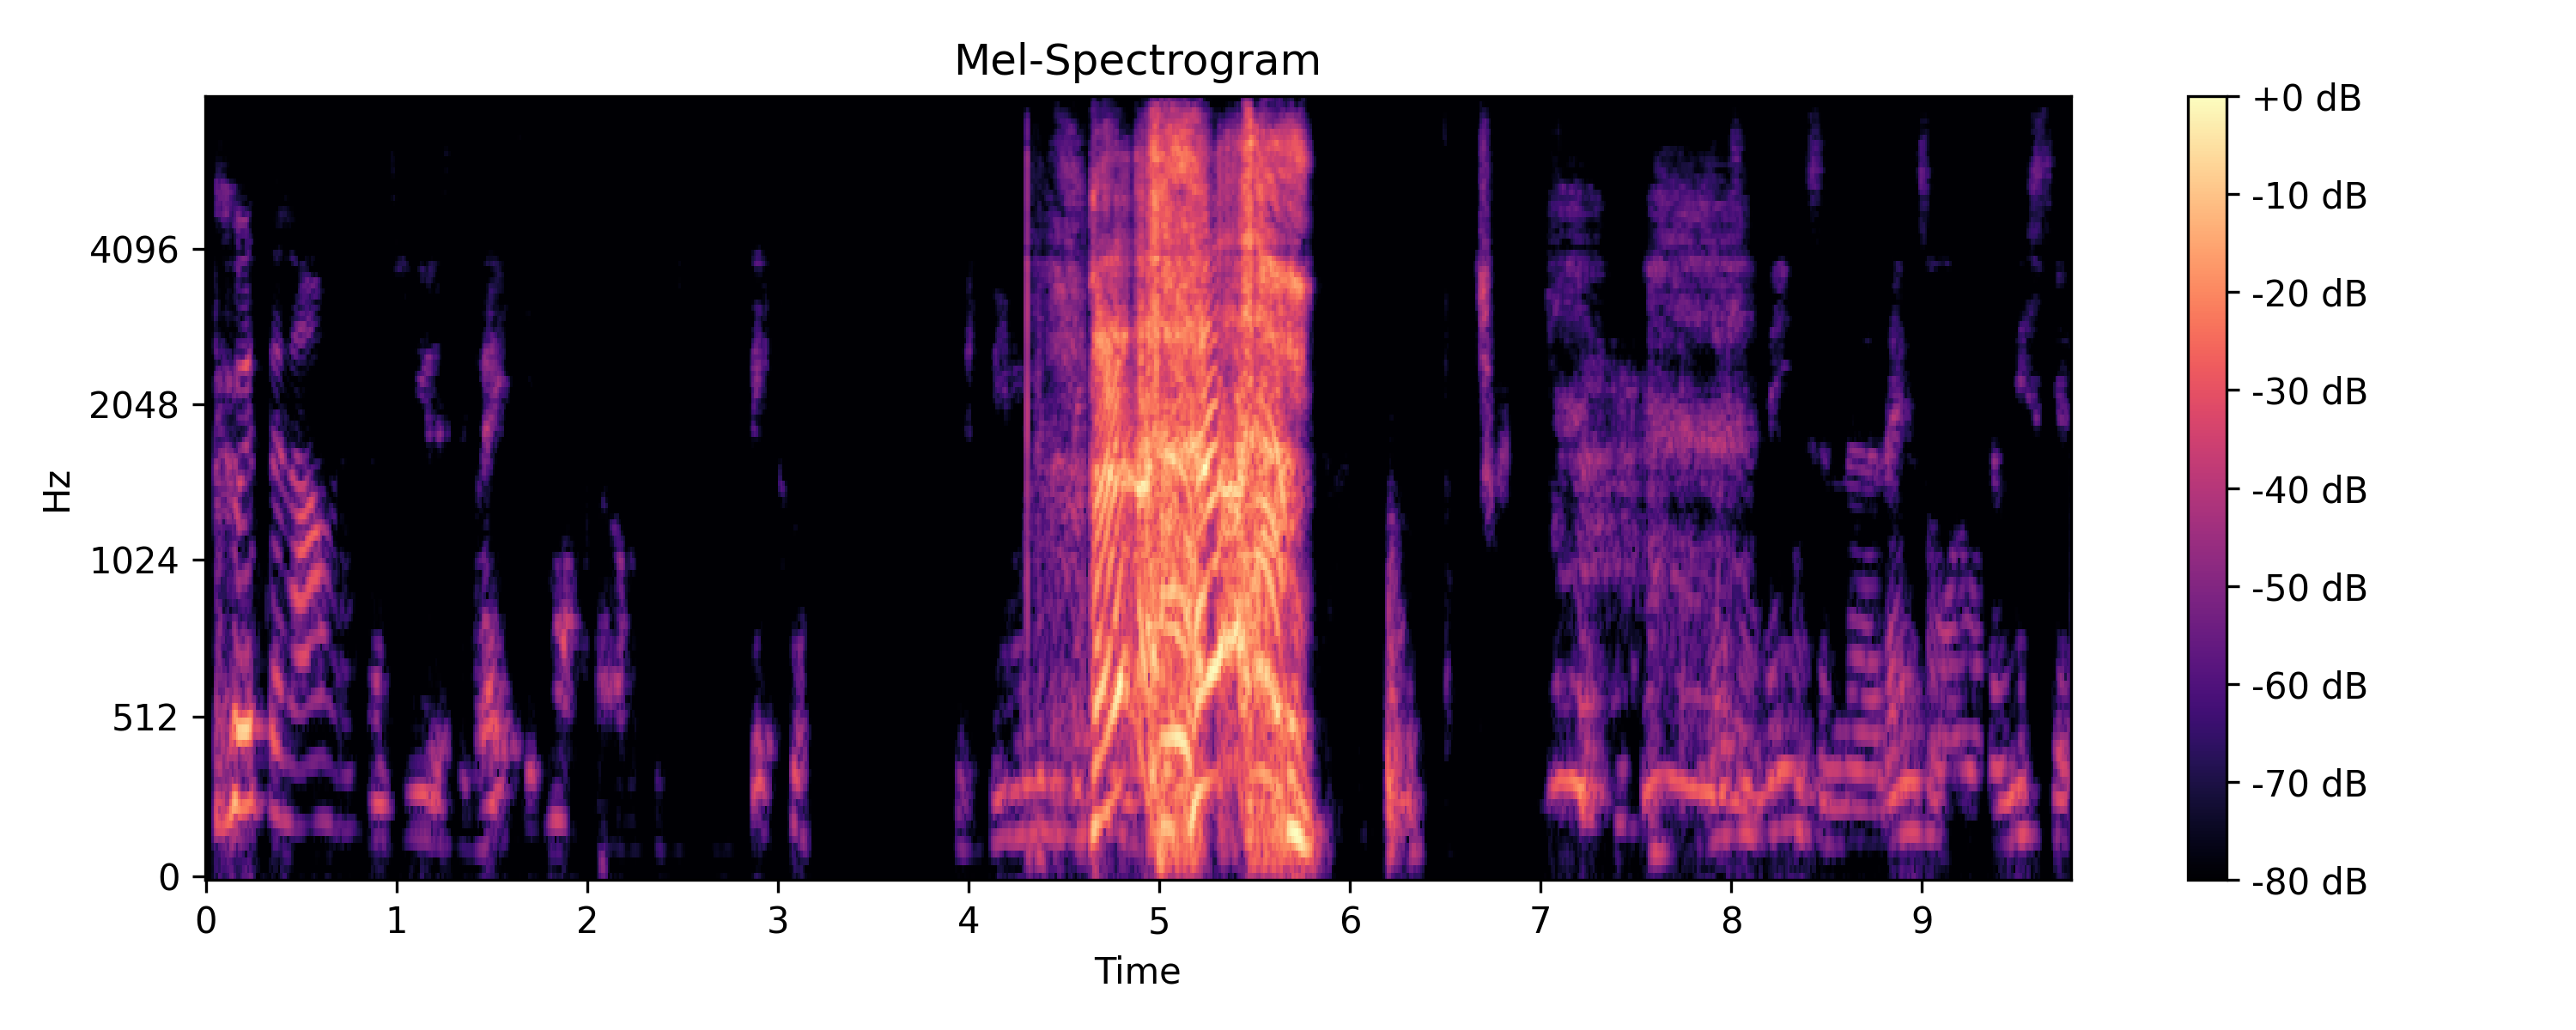 Mel-Spectrogram
+0 dB
-10 dB
-20 dB
-30 dB
-40 dB
-50 dB
-60 dB
-70 dB
-80 dB
Hz
4096
2048
1024
512
0
0 1 2 3 4 5 6 7 8 9
Time